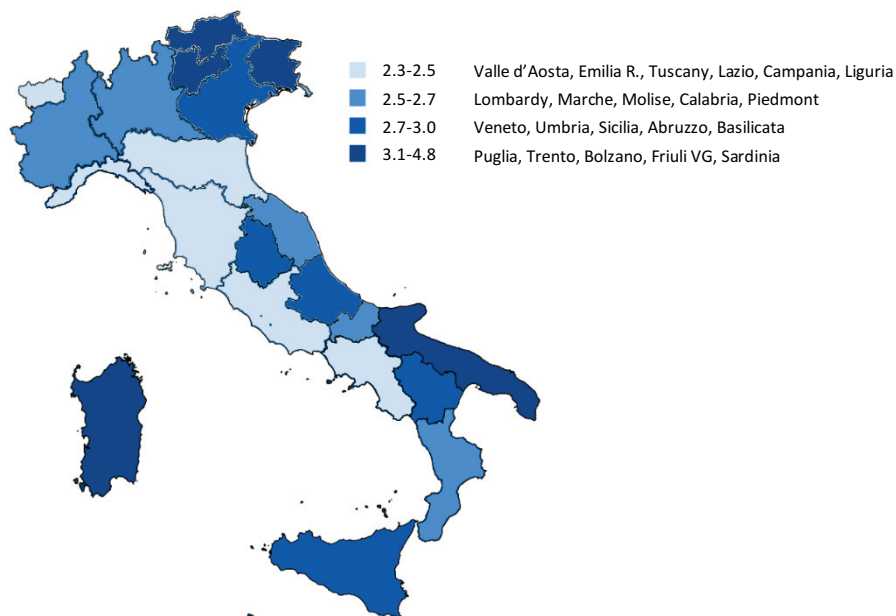 2.3-2.5 Valle d’Aosta, Emilia R., Tuscany, Lazio, Campania, Liguria
2.5-2.7 Lombardy, Marche, Molise, Calabria, Piedmont
2.7-3.0 Veneto, Umbria, Sicilia, Abruzzo, Basilicata
3.1-4.8 Puglia, Trento, Bolzano, Friuli VG, Sardinia